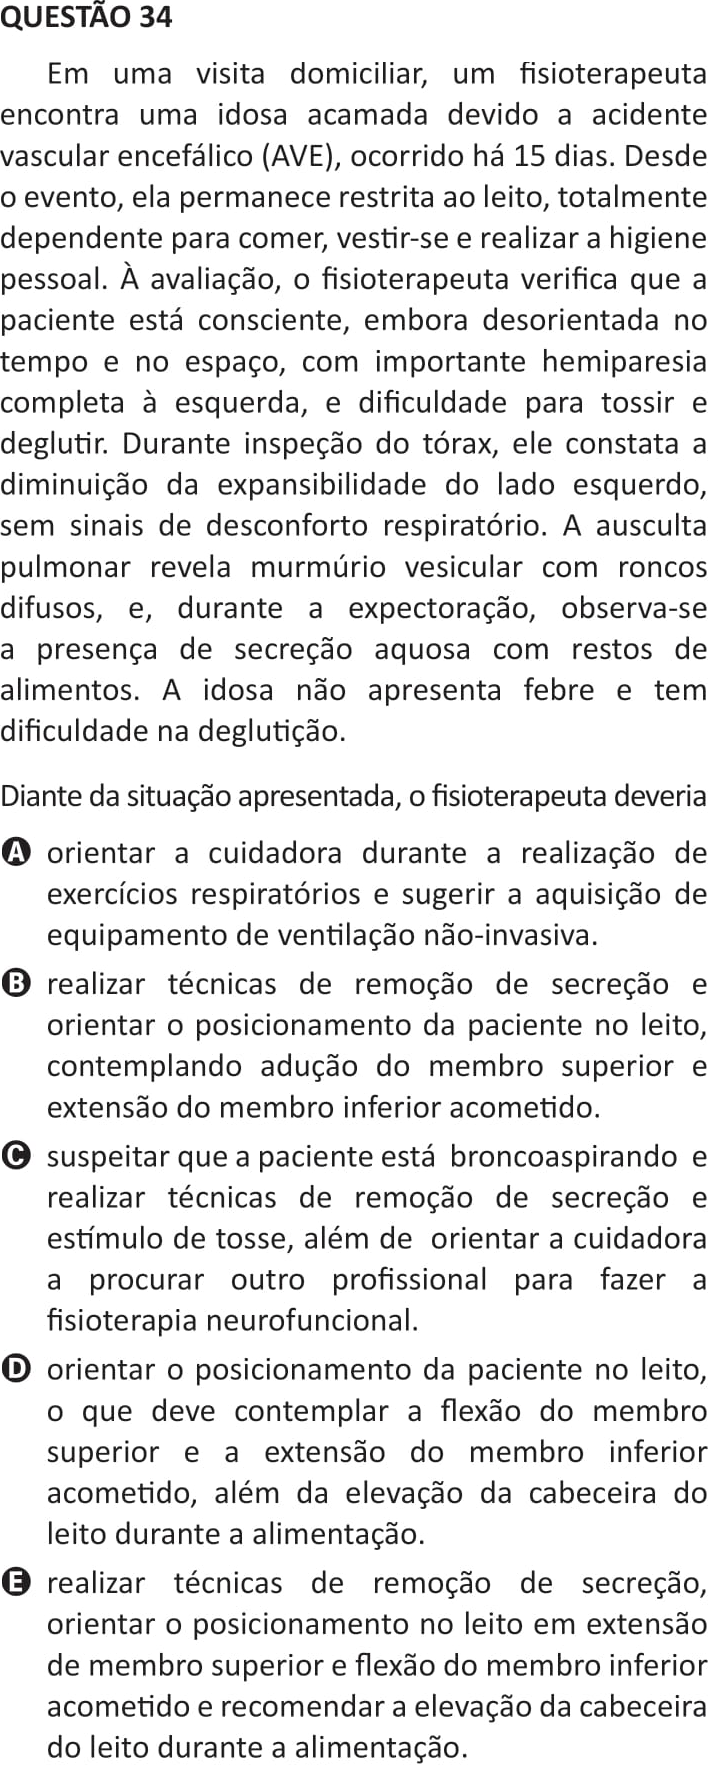 QUESTÃO 34
Em uma visita domiciliar, um fisioterapeuta
encontra uma idosa acamada devido a acidente
vascular encefálico (AVE), ocorrido há 15 dias. Desde
o evento, ela permanece restrita ao leito, totalmente
dependente para comer, vestir-se e realizar a higiene
pessoal. À avaliação, o fisioterapeuta verifica que a
paciente está consciente, embora desorientada no
tempo e no espaço, com importante hemiparesia
completa à esquerda, e dificuldade para tossir e
deglutir. Durante inspeção do tórax, ele constata a
diminuição da expansibilidade do lado esquerdo,
sem sinais de desconforto respiratório. A ausculta
pulmonar revela murmúrio vesicular com roncos
difusos, e, durante a expectoração, observa-se
a presença de secreção aquosa com restos de
alimentos. A idosa não apresenta febre e tem
dificuldade na deglutição.
Diante da situação apresentada, o fisioterapeuta deveria
A orientar a cuidadora durante a realização de
exercícios respiratórios e sugerir a aquisição de
equipamento de ventilação não-invasiva.
B realizar técnicas de remoção de secreção e
orientar o posicionamento da paciente no leito,
contemplando adução do membro superior e
extensão do membro inferior acometido.
C suspeitar que a paciente está broncoaspirando e
realizar técnicas de remoção de secreção e
estímulo de tosse, além de orientar a cuidadora
a procurar outro profissional para fazer a
fisioterapia neurofuncional.
D orientar o posicionamento da paciente no leito,
o que deve contemplar a flexão do membro
superior e a extensão do membro inferior
acometido, além da elevação da cabeceira do
leito durante a alimentação.
E realizar técnicas de remoção de secreção,
orientar o posicionamento no leito em extensão
de membro superior e flexão do membro inferior
acometido e recomendar a elevação da cabeceira
do leito durante a alimentação.